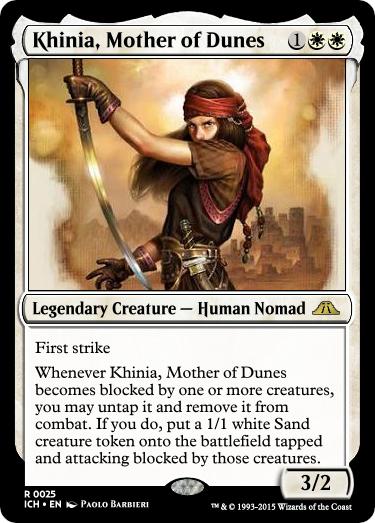 Khinia, Mother of Dunes 1
Legendary Creature — Human Nomad
First strike
Whenever Khinia, Mother of Dunes
becomes blocked by one or more creatures,
you may untap it and remove it from
combat. If you do, put a 1/1 white Sand
creature token onto the battlefield tapped
and attacking blocked by those creatures.
3/2
R 0025
ICH • EN PAOLO BARBIERI
™ & © 1993-2015 Wizards of the Coast